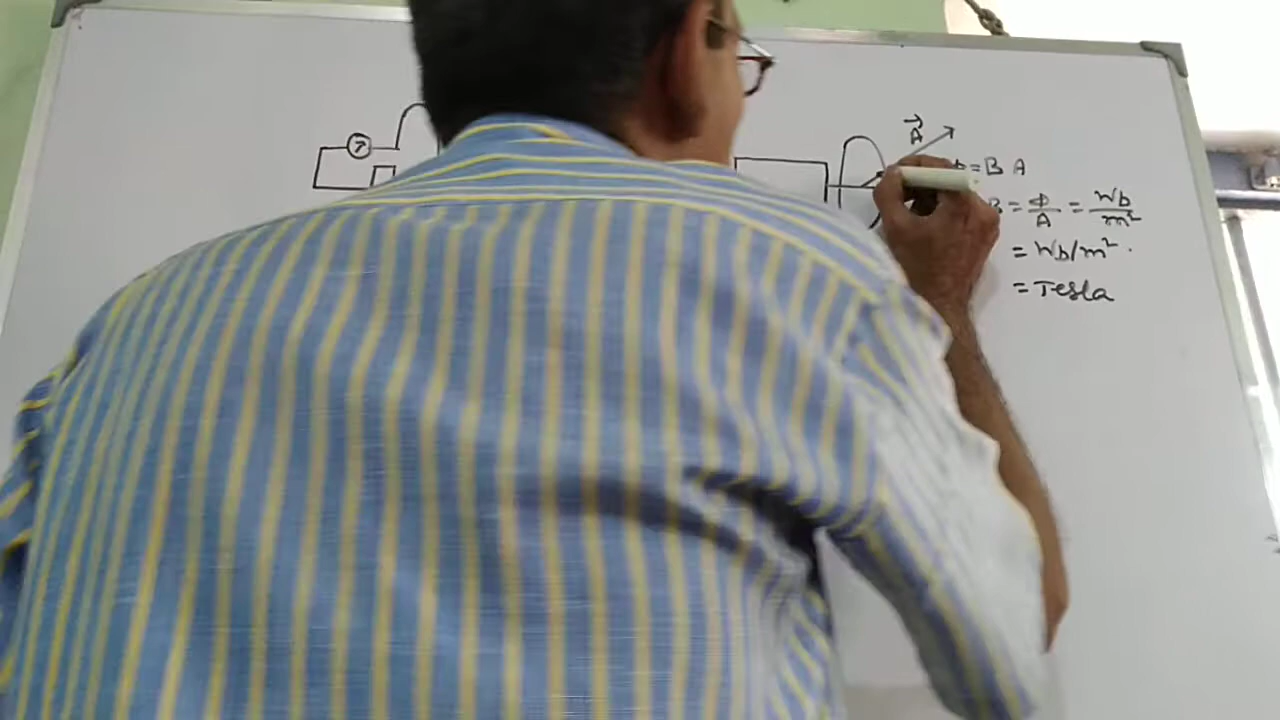 A
Φ = B A
B = Φ/A = Wb/m²
= Wb/m².
= Tesla